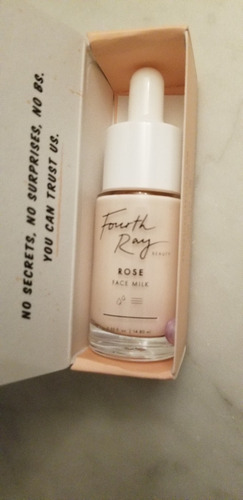 NO SECRETS, NO SURPRISES, NO BS.
YOU CAN TRUST US.
Fourth
Ray
BEAUTY
ROSE
FACE MILK